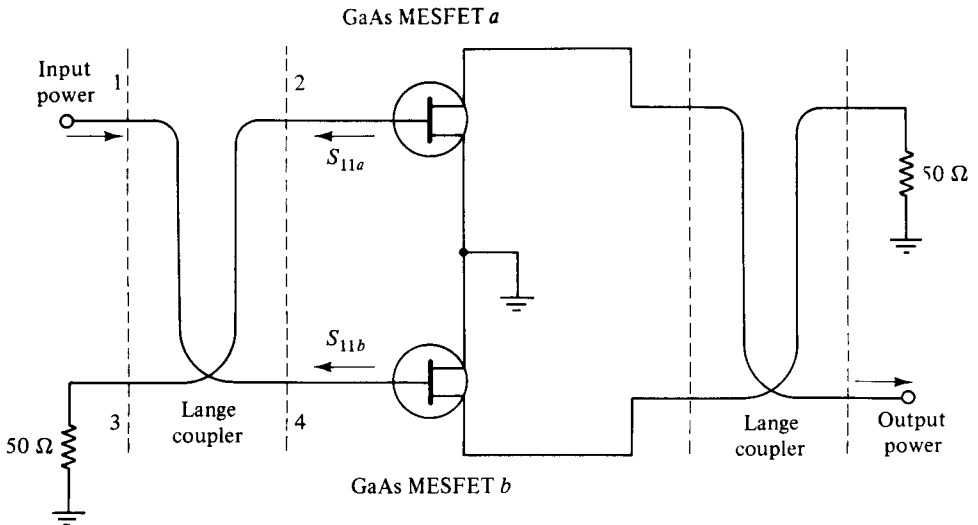 GaAs MESFET a
Input
power
1
2
S11a
50 Ω
S11b
3
Lange
coupler
4
50 Ω
Lange
coupler
Output
power
GaAs MESFET b